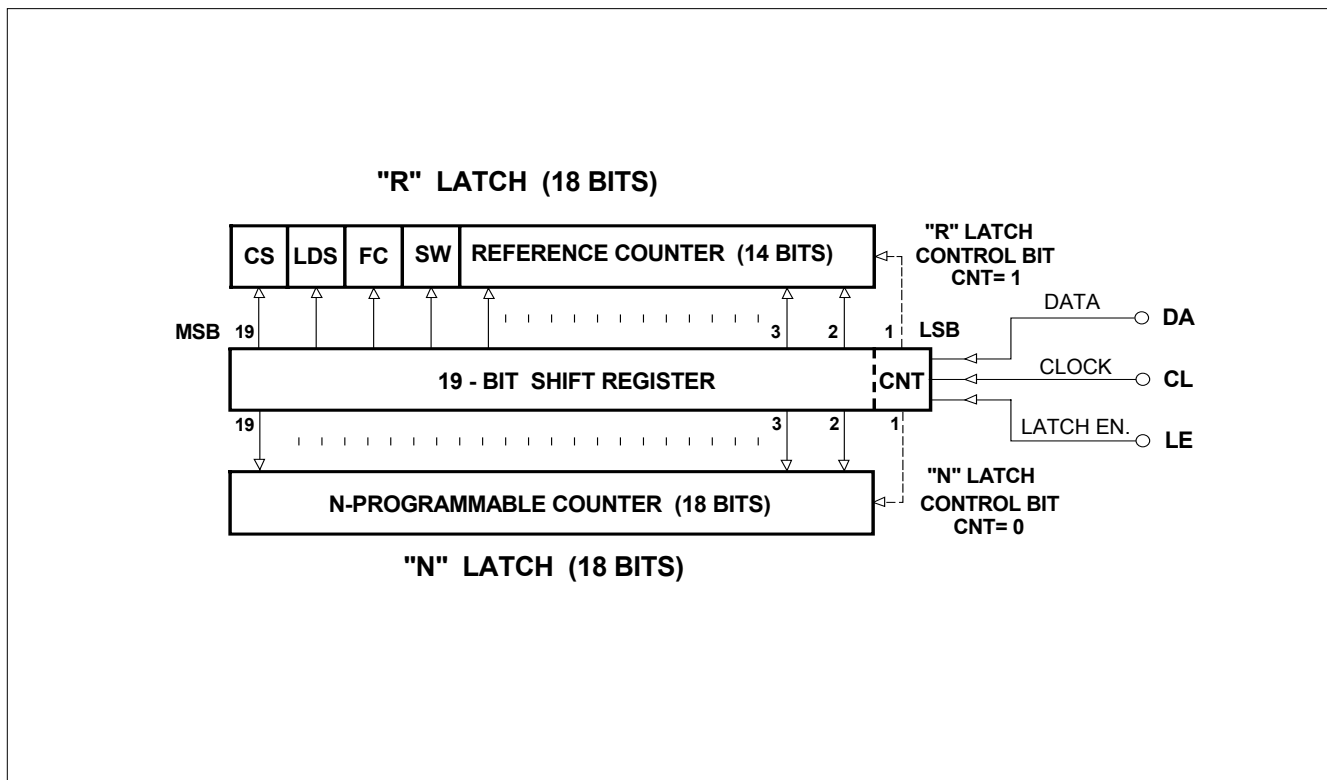 "R" LATCH (18 BITS)
CS LDS FC SW REFERENCE COUNTER (14 BITS)
"R" LATCH
CONTROL BIT
CNT= 1
MSB 19 3 2 1 LSB
DATA DA
19 - BIT SHIFT REGISTER CNT
CLOCK CL
19 3 2 1
LATCH EN. LE
N-PROGRAMMABLE COUNTER (18 BITS)
"N" LATCH
CONTROL BIT
CNT= 0
"N" LATCH (18 BITS)